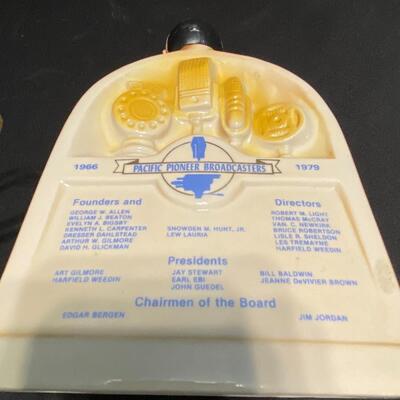 1966 PACIFIC PIONEER BROADCASTERS 1979
Founders and Directors
GEORGE W. ALLEN
WILLIAM J. BEATON
EVELYN A. BIGSBY
KENNETH L. CARPENTER
DRESSER DAHLSTEAD
ARTHUR W. GILMORE
DAVID H. GLICKMAN
SNOWDEN M. HUNT, JR.
LEW LAURIA
ROBERT M. LIGHT
THOMAS McCRAY
VAN C. NEWKIRK
BRUCE ROBERTSON
LISLE R. SHELDON
LES TREMAYNE
HARFIELD WEEDIN
Presidents
ART GILMORE
HARFIELD WEEDIN
JAY STEWART
EARL EBI
JOHN GUEDEL
BILL BALDWIN
JEANNE DeVIVIER BROWN
Chairmen of the Board
EDGAR BERGEN
JIM JORDAN